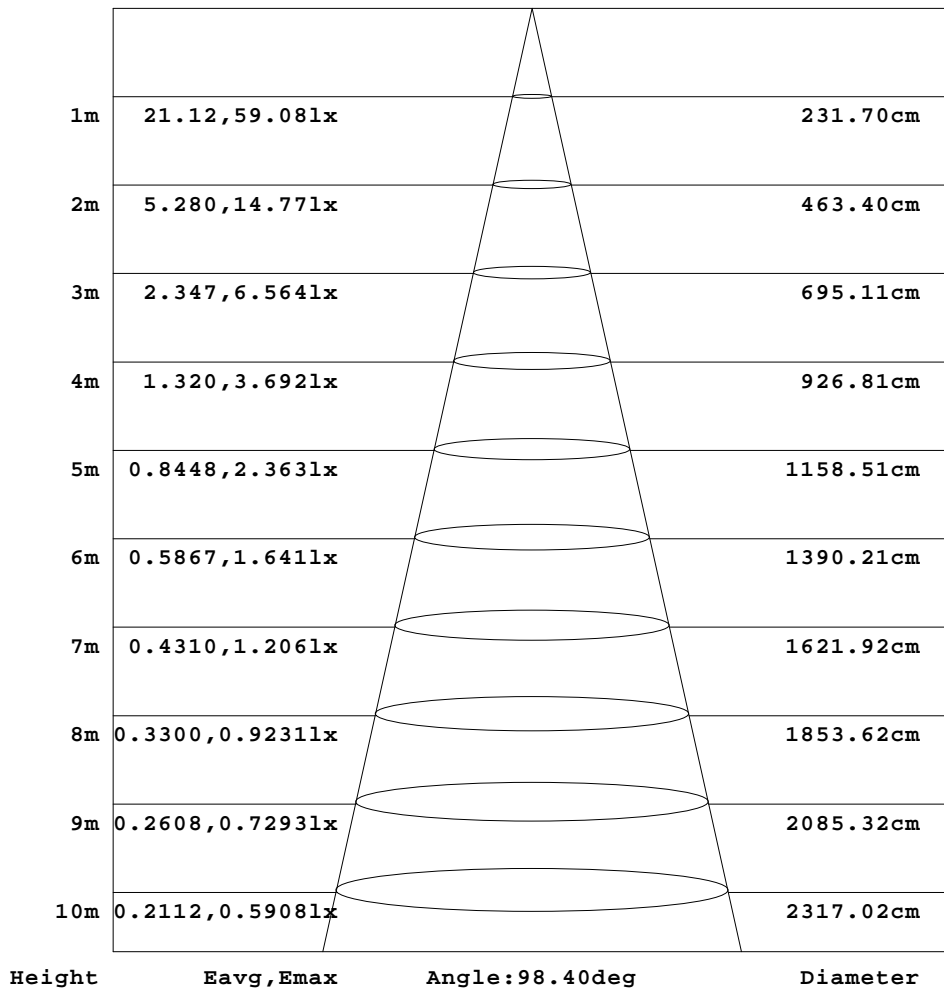 1m 21.12,59.08lx 231.70cm
2m 5.280,14.77lx 463.40cm
3m 2.347,6.564lx 695.11cm
4m 1.320,3.692lx 926.81cm
5m 0.8448,2.363lx 1158.51cm
6m 0.5867,1.641lx 1390.21cm
7m 0.4310,1.206lx 1621.92cm
8m 0.3300,0.9231lx 1853.62cm
9m 0.2608,0.7293lx 2085.32cm
10m 0.2112,0.5908lx 2317.02cm
Height Eavg,Emax Angle:98.40deg Diameter